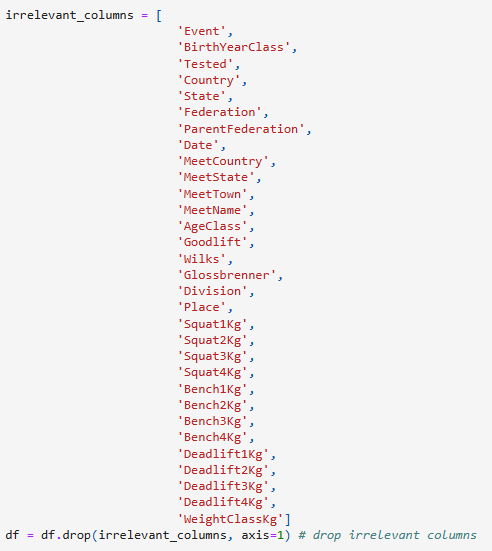 irrelevant_columns = [
'Event',
'BirthYearClass',
'Tested',
'Country',
'State',
'Federation',
'ParentFederation',
'Date',
'MeetCountry',
'MeetState',
'MeetTown',
'MeetName',
'AgeClass',
'Goodlift',
'Wilks',
'Glossbrenner',
'Division',
'Place',
'Squat1Kg',
'Squat2Kg',
'Squat3Kg',
'Squat4Kg',
'Bench1Kg',
'Bench2Kg',
'Bench3Kg',
'Bench4Kg',
'Deadlift1Kg',
'Deadlift2Kg',
'Deadlift3Kg',
'Deadlift4Kg',
'WeightClassKg']
df = df.drop(irrelevant_columns, axis=1) # drop irrelevant columns